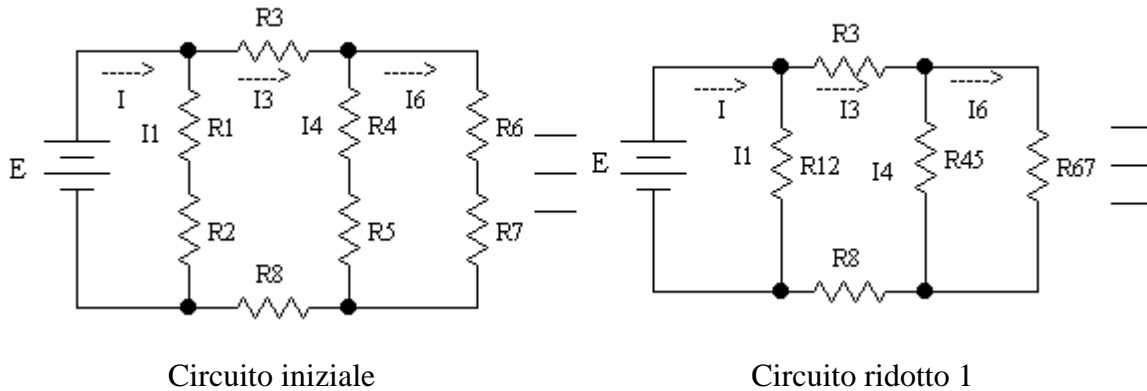 R3
I
I3
I6
I1
R1
I4
R4
R6
E
R2
R5
R7
R8
Circuito iniziale
R3
I
I3
I6
I1
R12
I4
R45
R67
E
R8
Circuito ridotto 1